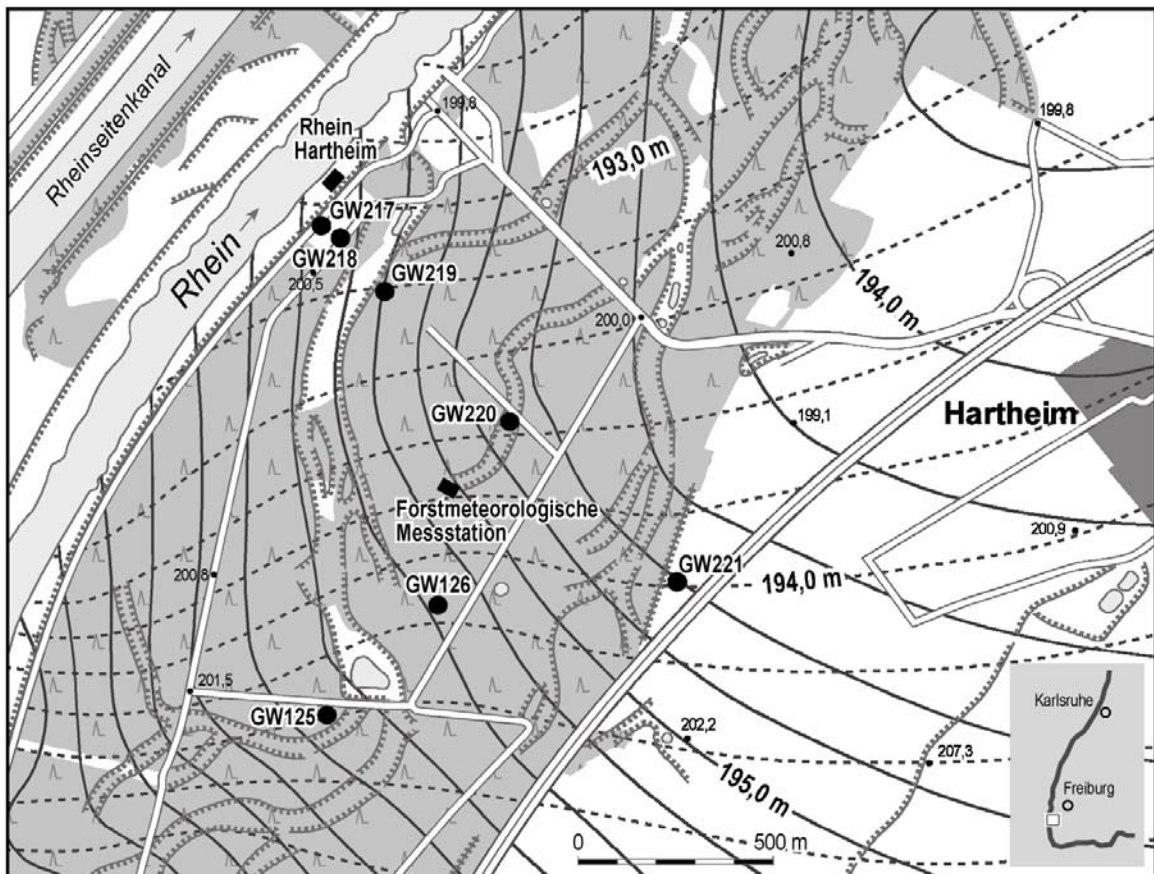 199,8
199,8
Rheinseitenkanal →
Rhein
Hartheim
193,0 m
GW217
Rhein →
200,8
GW218
200,5
GW219
194,0 m
200,0
GW220
199,1
Hartheim
Forstmeteorologische
Messstation
200,9
GW221
194,0 m
200,8
GW126
201,5
GW125
202,2
207,3
195,0 m
Karlsruhe
Freiburg
0
500 m